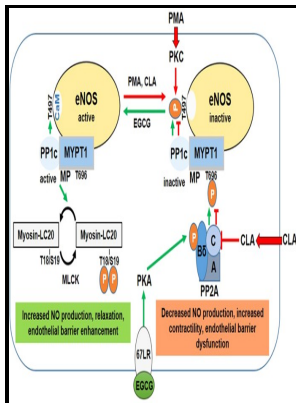 PMA
PKC
T497
CaM
eNOS
active
PMA, CLA
EGCG
P
T497
eNOS
inactive
PP1c
active
MYPT1
MP T696
PP1c
inactive
MYPT1
MP T696
P
Myosin-LC20
Myosin-LC20
T18/S19
T18/S19
P P
MLCK
P
Bδ
C
A
PP2A
CLA
CLA
PKA
Increased NO production, relaxation,
endothelial barrier enhancement
Decreased NO production, increased
contractility, endothelial barrier
dysfunction
67LR
EGCG